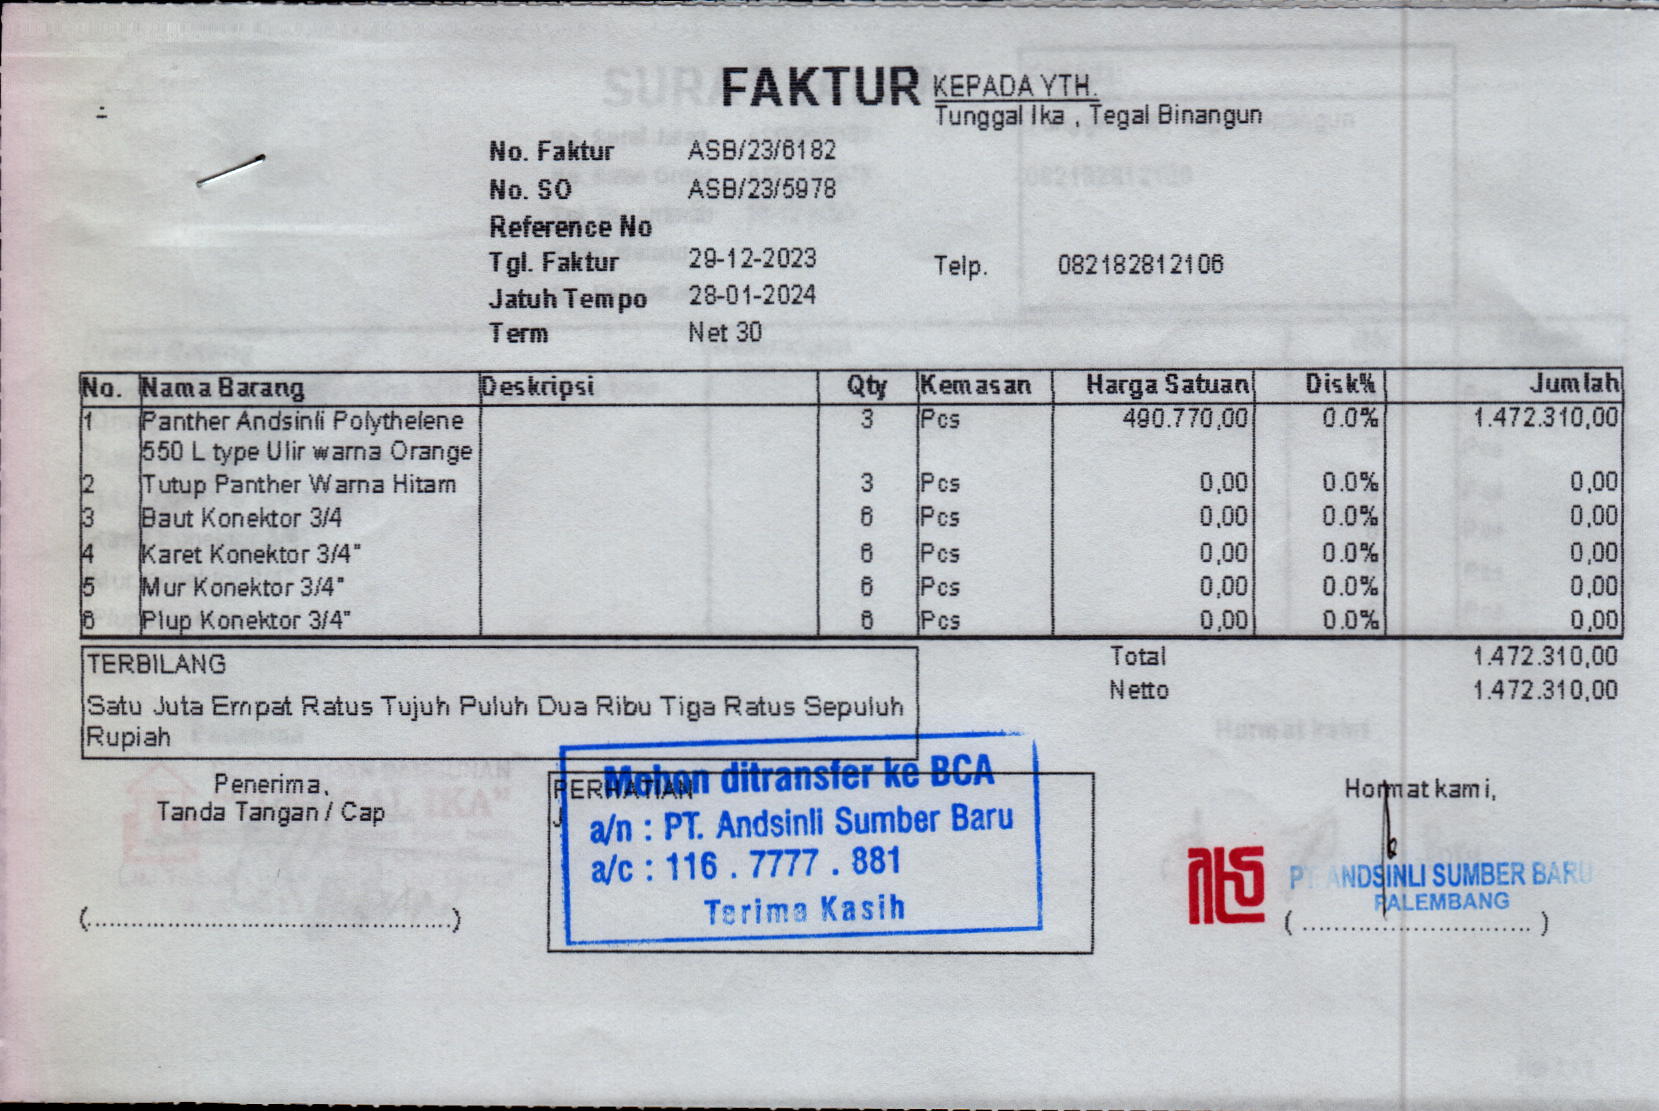 FAKTUR
KEPADA YTH.
Tunggal Ika , Tegal Binangun
No. Faktur ASB/23/6182
No. SO ASB/23/5978
Reference No
Tgl. Faktur 29-12-2023
Telp. 082182812106
Jatuh Tempo 28-01-2024
Term Net 30
No. Nama Barang Deskripsi Qty Kemasan Harga Satuan Disk% Jumlah
1 Panther Andsinli Polythelene 3 Pcs 490.770,00 0.0% 1.472.310,00
550 L type Ulir warna Orange
2 Tutup Panther Warna Hitam 3 Pcs 0,00 0.0% 0,00
3 Baut Konektor 3/4 6 Pcs 0,00 0.0% 0,00
4 Karet Konektor 3/4" 6 Pcs 0,00 0.0% 0,00
5 Mur Konektor 3/4" 6 Pcs 0,00 0.0% 0,00
6 Plup Konektor 3/4" 6 Pcs 0,00 0.0% 0,00
TERBILANG
Satu Juta Empat Ratus Tujuh Puluh Dua Ribu Tiga Ratus Sepuluh
Rupiah
Total 1.472.310,00
Netto 1.472.310,00
Penerima,
Tanda Tangan / Cap
(..............................................)
PERHATIAN
Mohon ditransfer ke BCA
a/n : PT. Andsinli Sumber Baru
a/c : 116 . 7777 . 881
Terima Kasih
Hormat kami,
PT ANDSINLI SUMBER BARU
PALEMBANG
( ............................. )